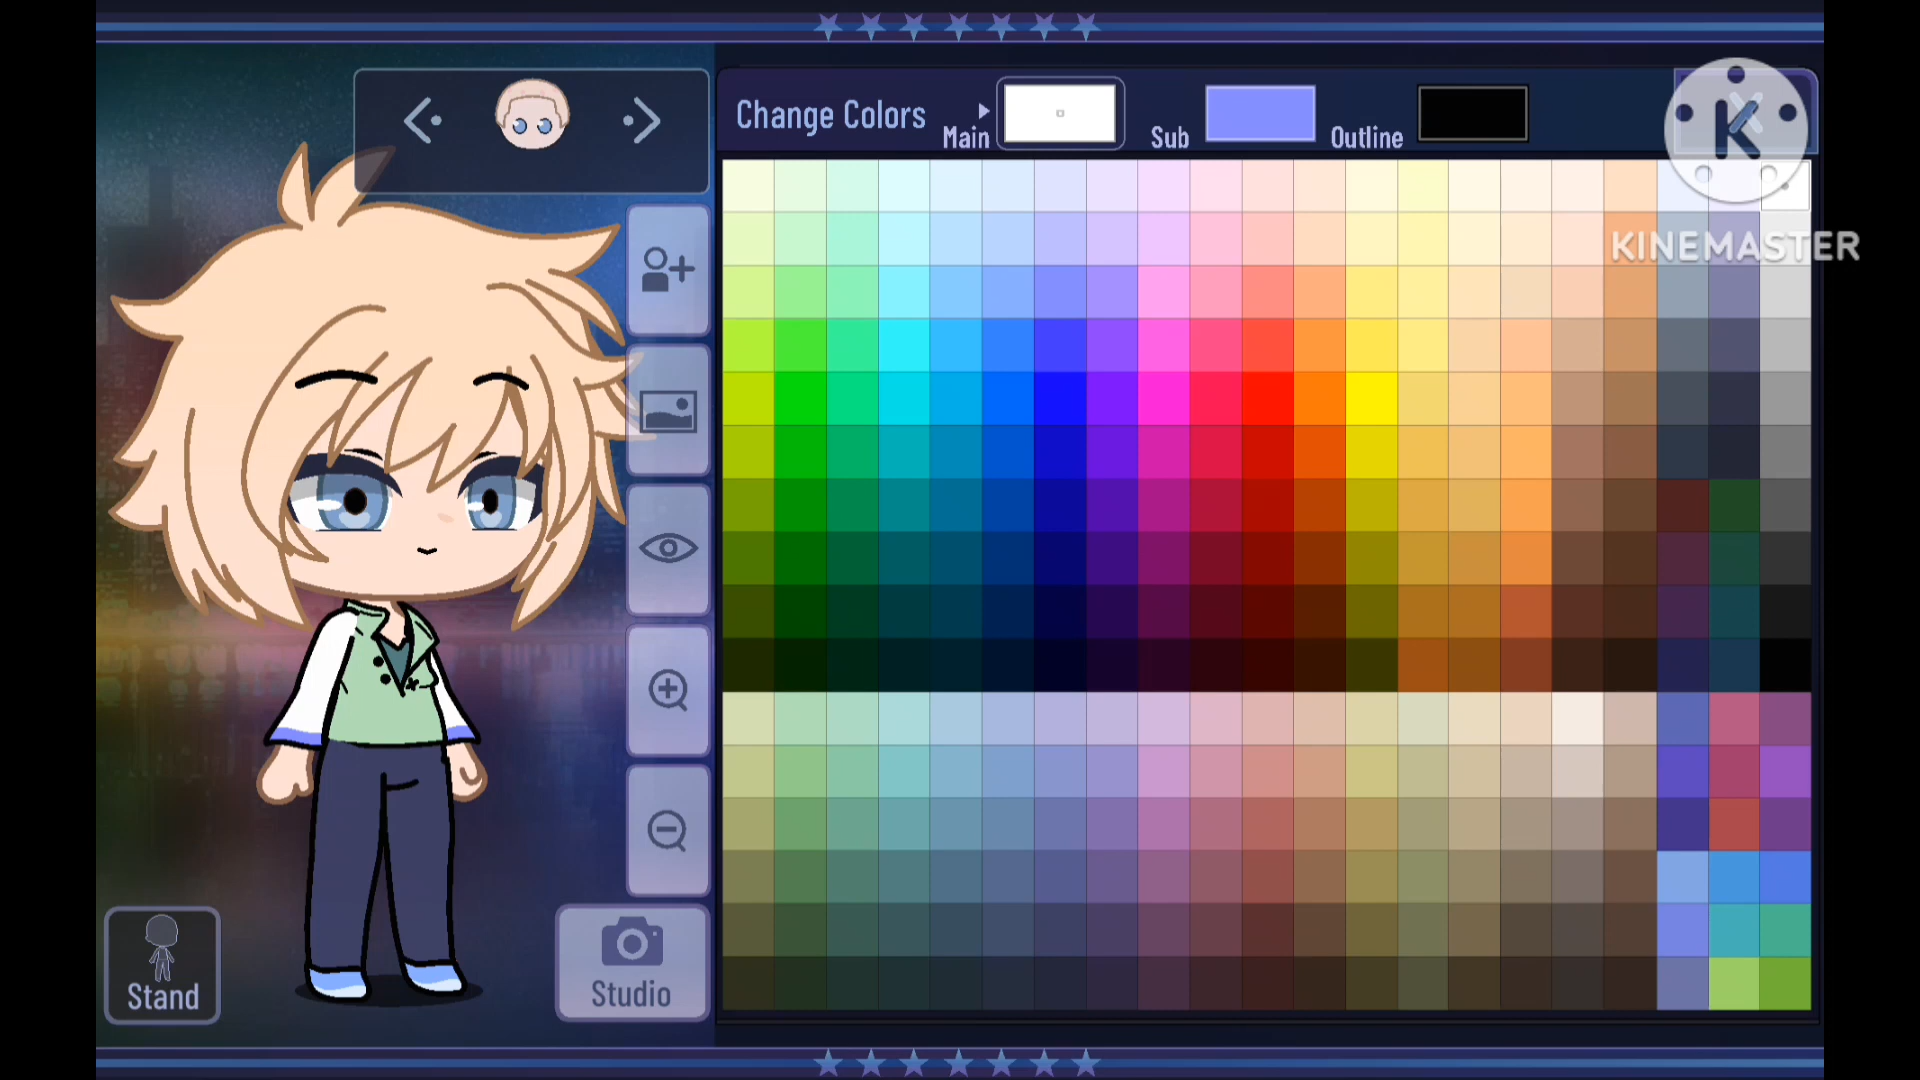 Change Colors
Main
Sub
Outline
K
KINEMASTER
Stand
Studio